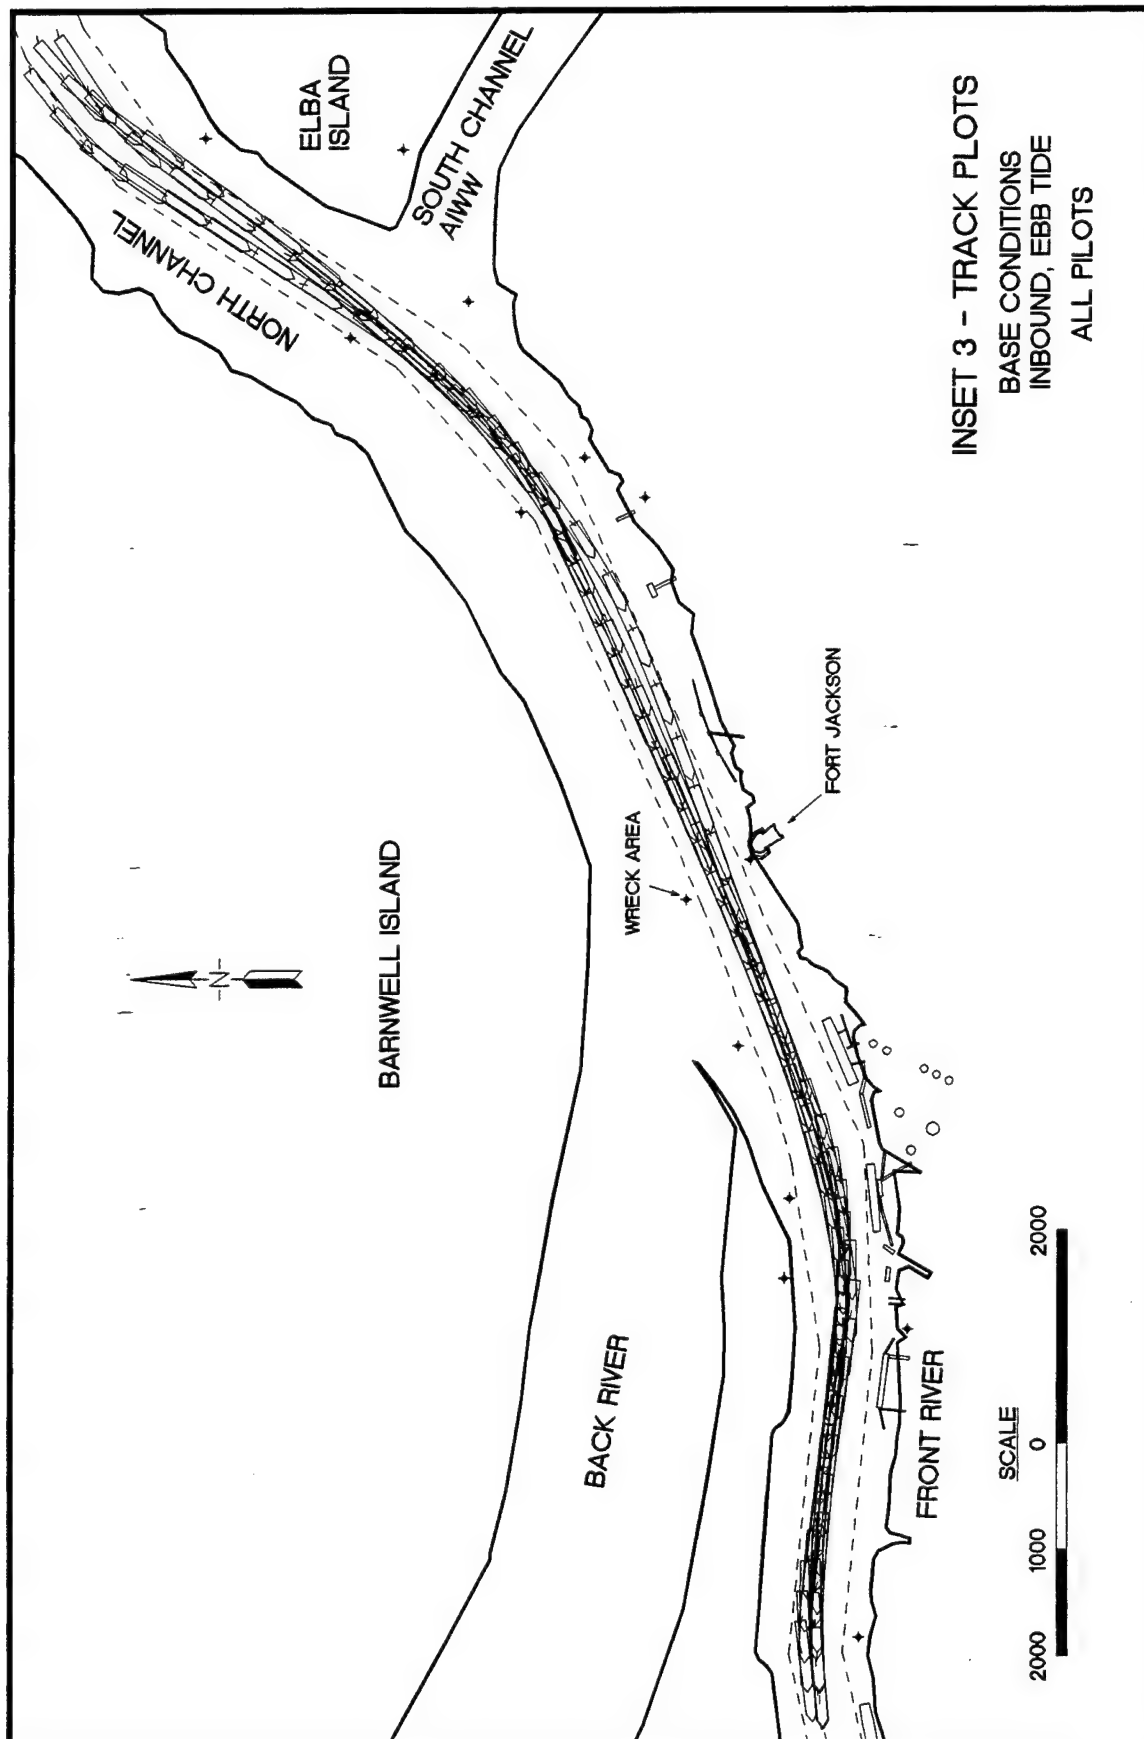 ELBA
ISLAND
SOUTH CHANNEL
AIWW
NORTH CHANNEL
INSET 3 - TRACK PLOTS
BASE CONDITIONS
INBOUND, EBB TIDE
ALL PILOTS
FORT JACKSON
WRECK AREA
BARNWELL ISLAND
N
BACK RIVER
FRONT RIVER
SCALE
2000 1000 0 2000